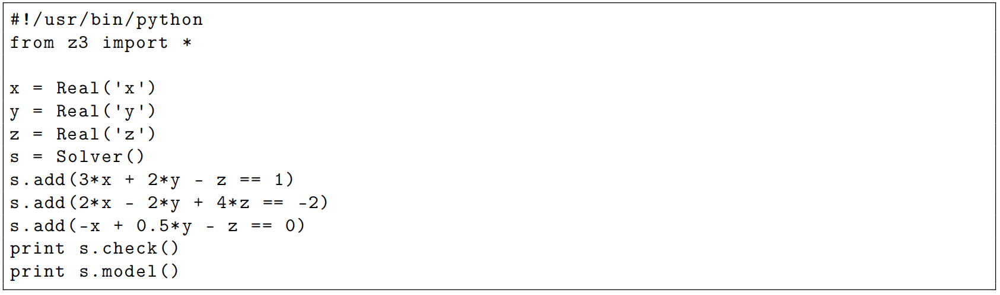 #!/usr/bin/python
from z3 import *
x = Real('x')
y = Real('y')
z = Real('z')
s = Solver()
s.add(3*x + 2*y - z == 1)
s.add(2*x - 2*y + 4*z == -2)
s.add(-x + 0.5*y - z == 0)
print s.check()
print s.model()